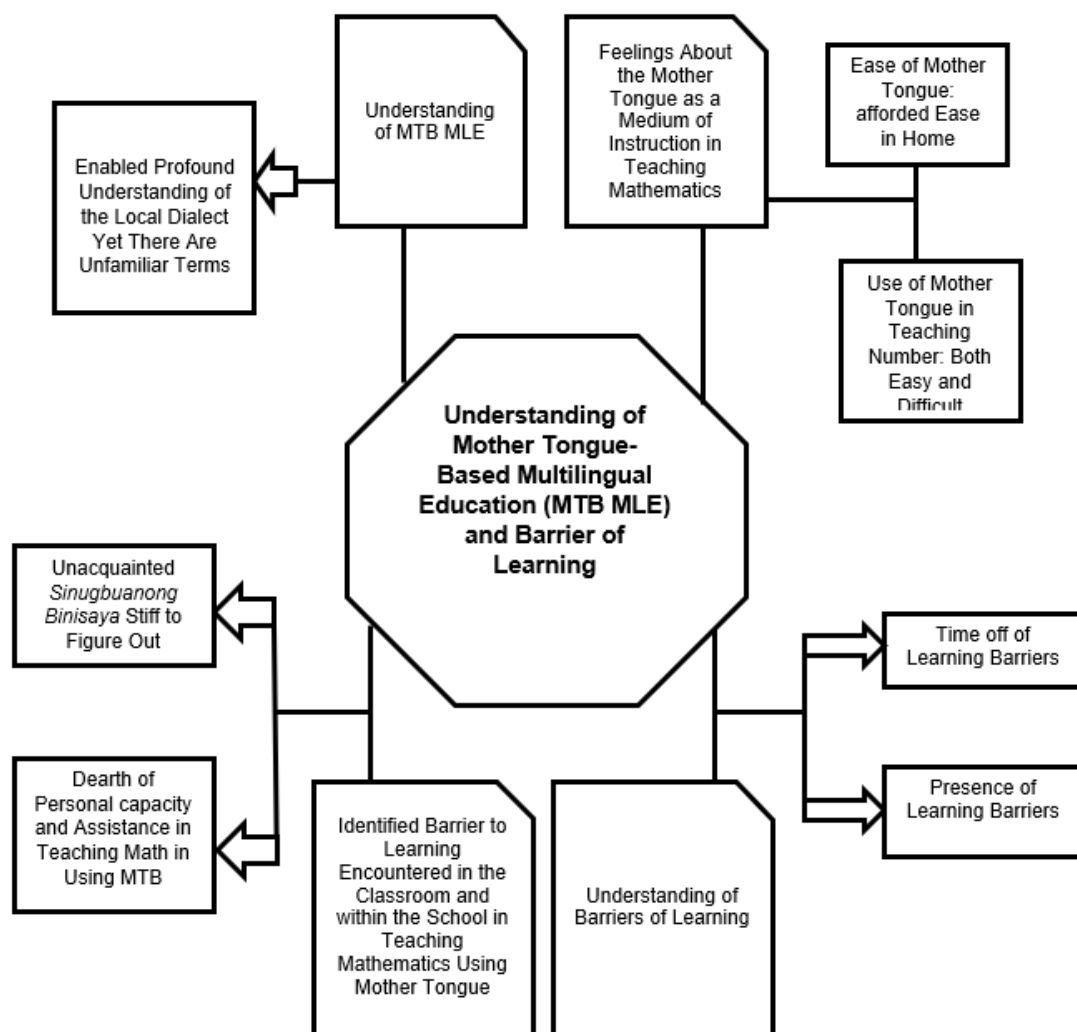 Understanding
of MTB MLE
Feelings About
the Mother
Tongue as a
Medium of
Instruction in
Teaching
Mathematics
Ease of Mother
Tongue:
afforded Ease
in Home
Enabled Profound
Understanding of
the Local Dialect
Yet There Are
Unfamiliar Terms
Use of Mother
Tongue in
Teaching
Number: Both
Easy and
Difficult
Understanding of
Mother Tongue-
Based Multilingual
Education (MTB MLE)
and Barrier of
Learning
Unacquainted
Sinugbuanong
Binisaya Stiff to
Figure Out
Time off of
Learning Barriers
Dearth of
Personal capacity
and Assistance in
Teaching Math in
Using MTB
Identified Barrier to
Learning
Encountered in the
Classroom and
within the School in
Teaching
Mathematics Using
Mother Tongue
Understanding of
Barriers of Learning
Presence of
Learning Barriers